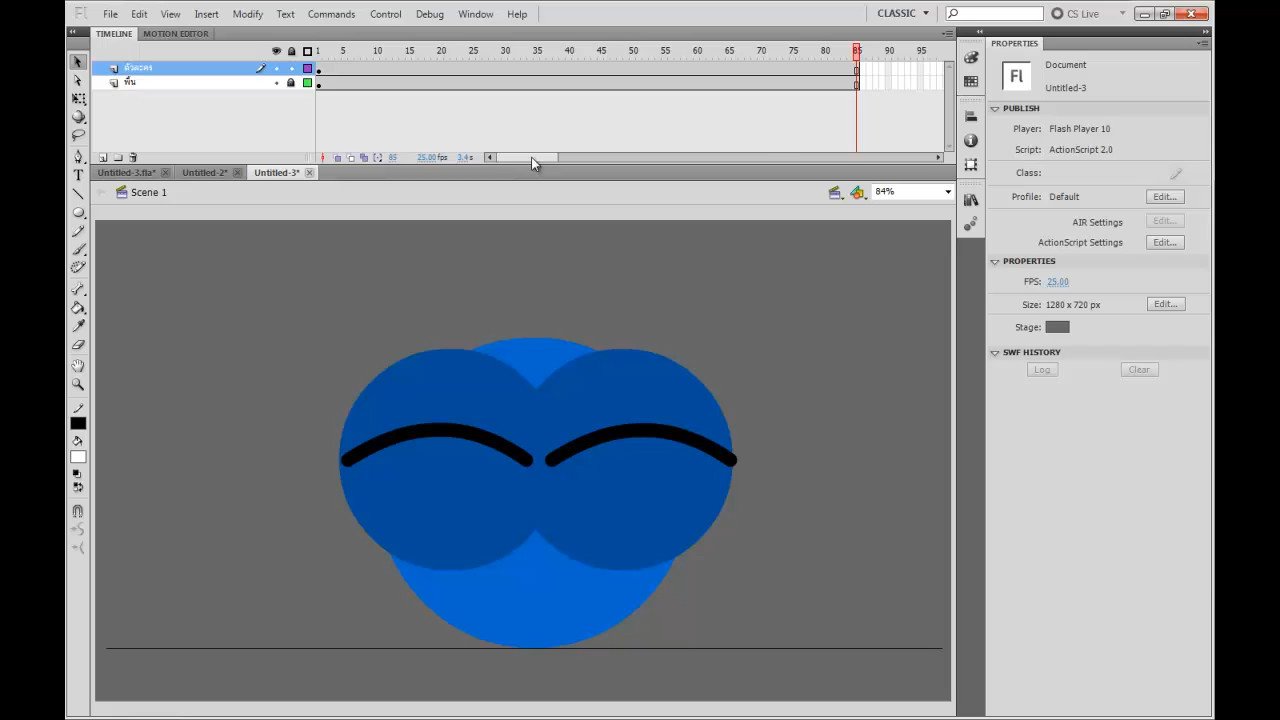 Fl File Edit View Insert Modify Text Commands Control Debug Window Help CLASSIC CS Live
TIMELINE MOTION EDITOR
1 5 10 15 20 25 30 35 40 45 50 55 60 65 70 75 80 85 90 95
ตัวละคร
พื้น
85 25.00 fps 3.4 s
Untitled-3.fla* Untitled-2* Untitled-3*
Scene 1 84%
PROPERTIES
Fl
Document
Untitled-3
PUBLISH
Player: Flash Player 10
Script: ActionScript 2.0
Class:
Profile: Default Edit...
AIR Settings Edit...
ActionScript Settings Edit...
PROPERTIES
FPS: 25.00
Size: 1280 x 720 px Edit...
Stage:
SWF HISTORY
Log Clear